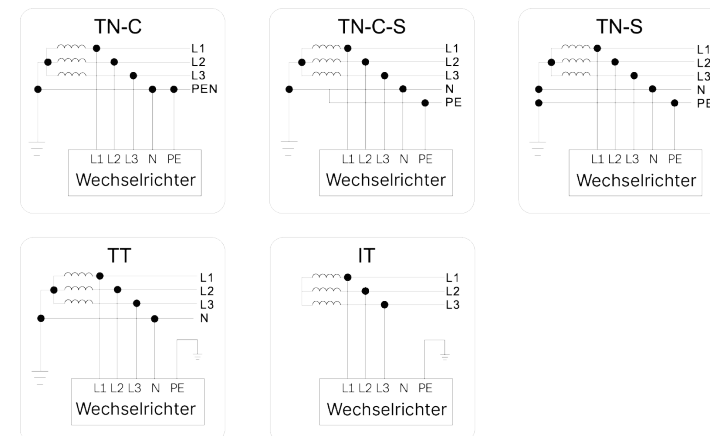 TN-C
L1
L2
L3
PEN
L1 L2 L3 N PE
Wechselrichter
TN-C-S
L1
L2
L3
N
PE
L1 L2 L3 N PE
Wechselrichter
TN-S
L1
L2
L3
N
PE
L1 L2 L3 N PE
Wechselrichter
TT
L1
L2
L3
N
L1 L2 L3 N PE
Wechselrichter
IT
L1
L2
L3
L1 L2 L3 N PE
Wechselrichter